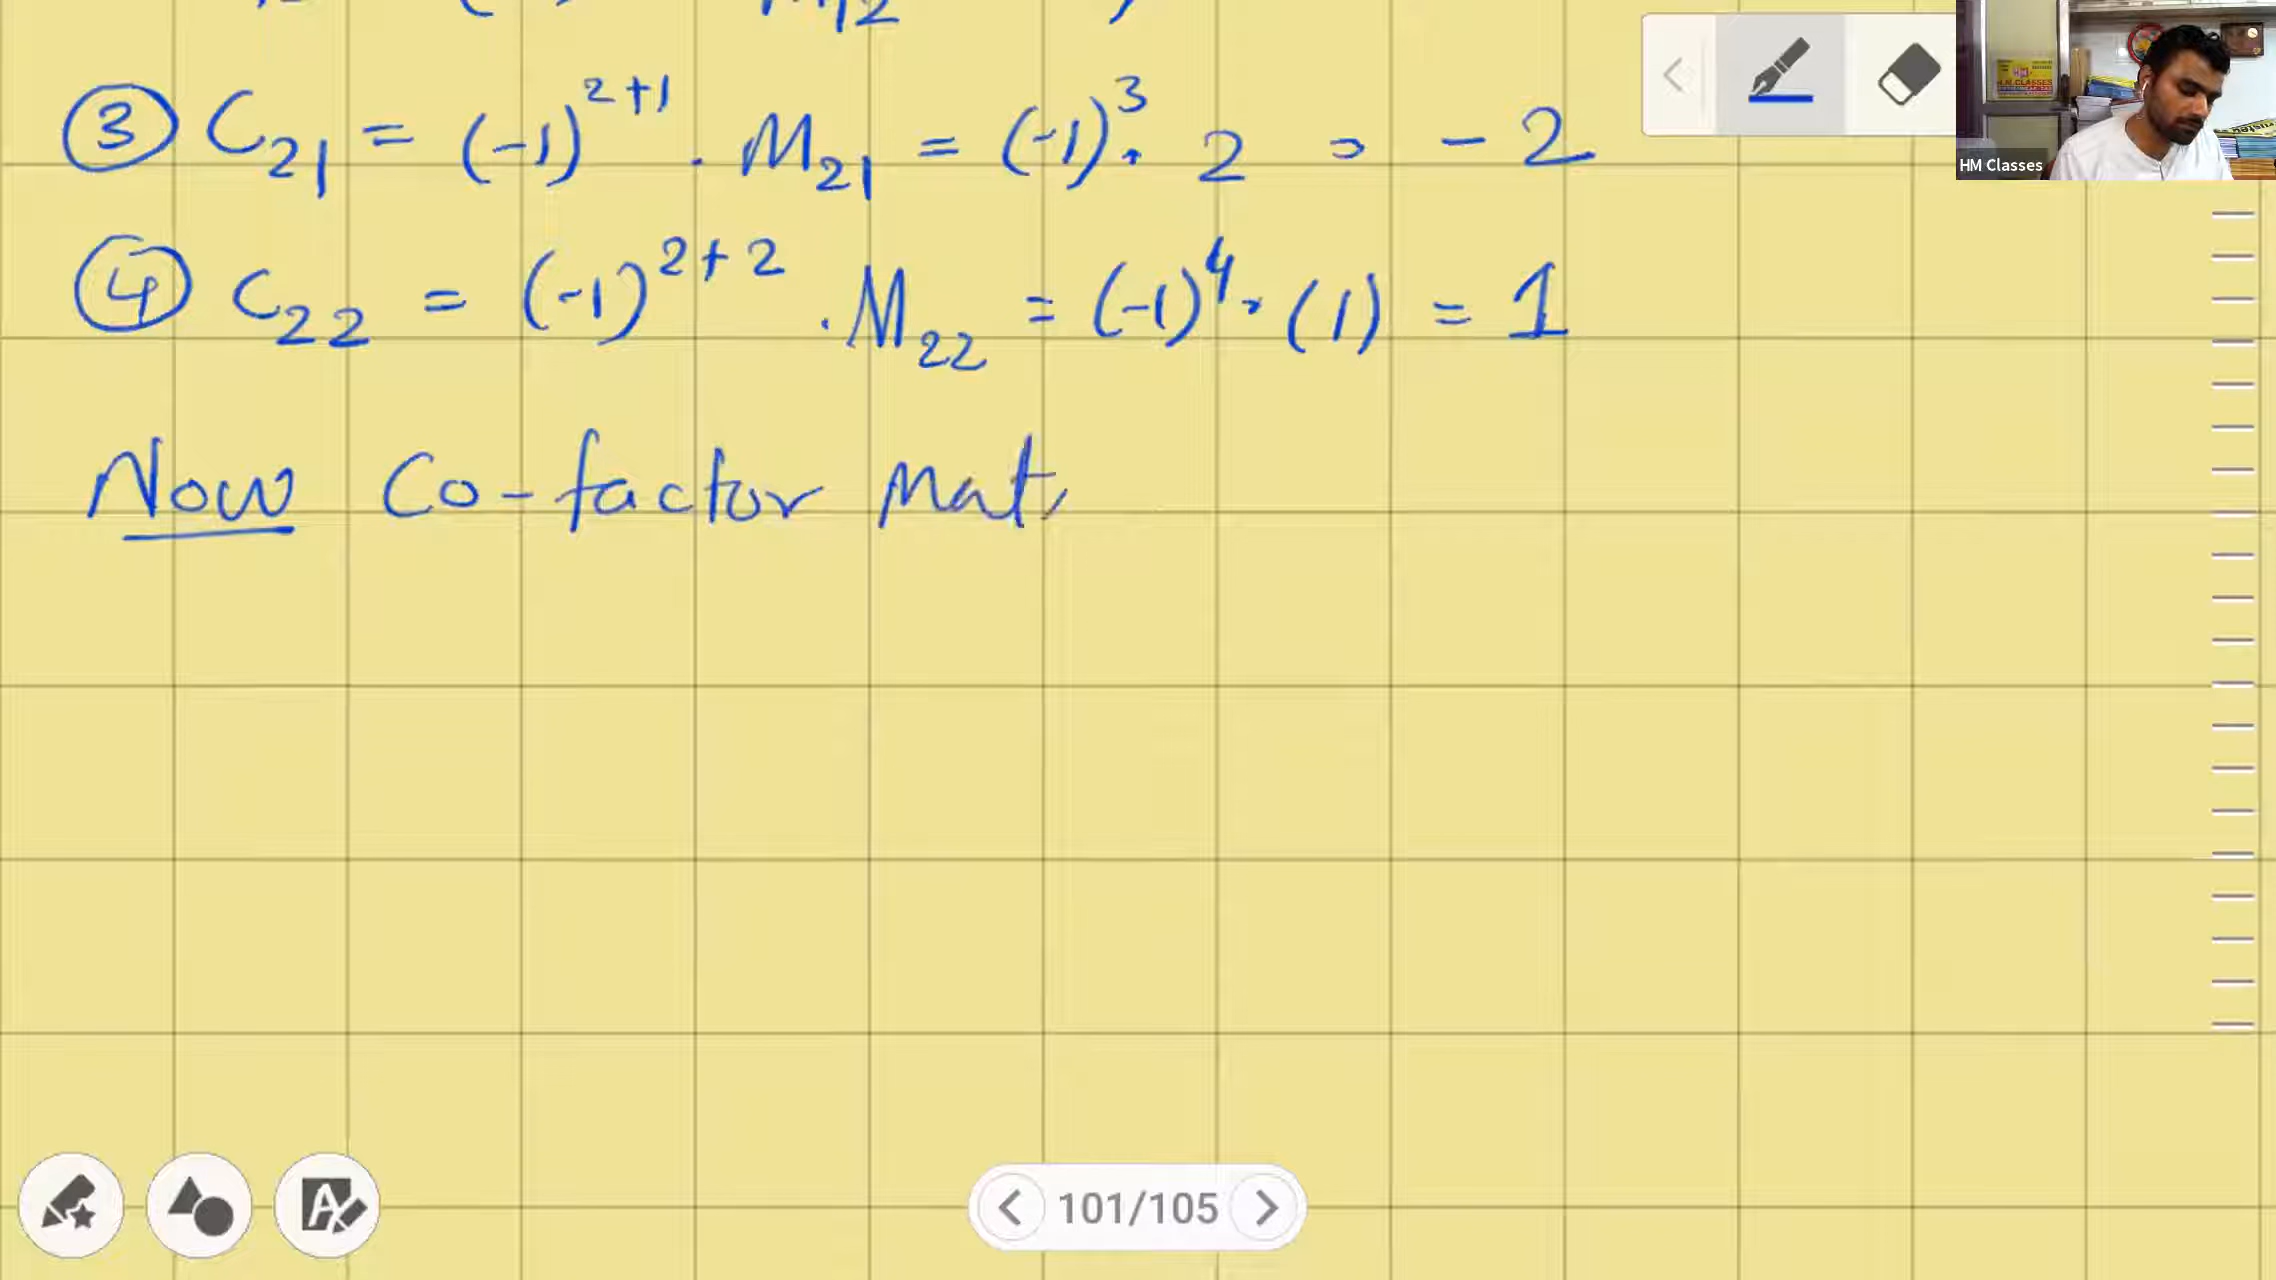 ③ C₂₁ = (-1)²⁺¹ . M₂₁ = (-1)³. 2 = -2
④ C₂₂ = (-1)²⁺² . M₂₂ = (-1)⁴. (1) = 1
Now Co-factor Mat
HM Classes
101/105